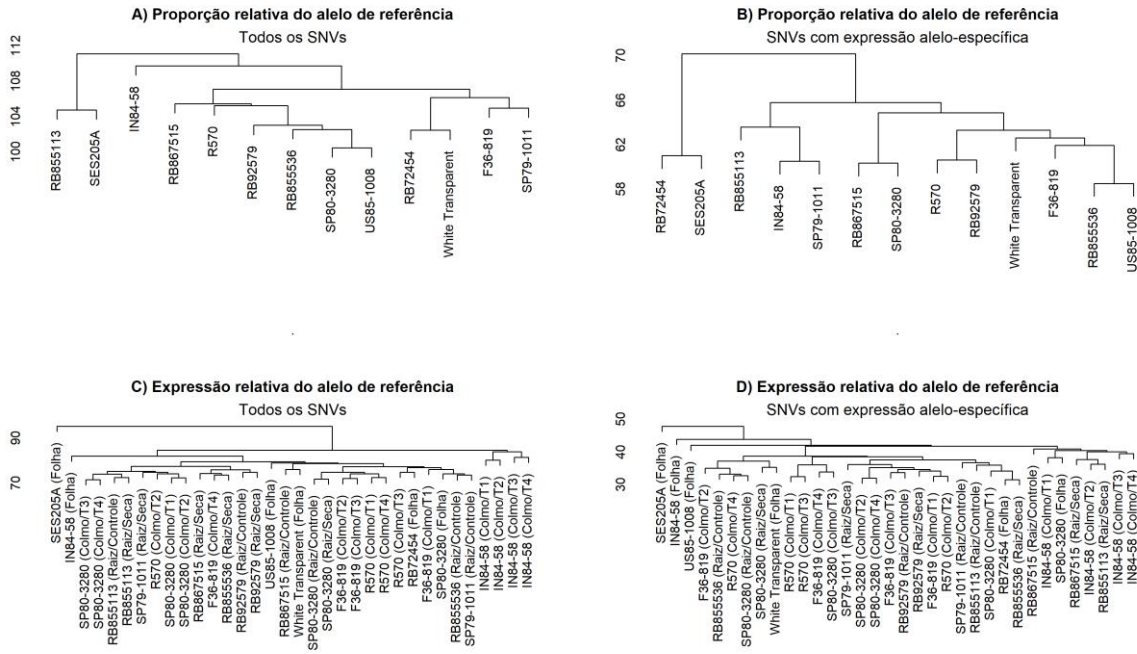 A) Proporção relativa do alelo de referência
Todos os SNVs
112
108
104
100
RB855113
SES205A
IN84-58
RB867515
R570
RB92579
RB855536
SP80-3280
US85-1008
RB72454
White Transparent
F36-819
SP79-1011
B) Proporção relativa do alelo de referência
SNVs com expressão alelo-específica
70
66
62
58
RB72454
SES205A
RB855113
IN84-58
SP79-1011
RB867515
SP80-3280
R570
RB92579
White Transparent
F36-819
RB855536
US85-1008
C) Expressão relativa do alelo de referência
Todos os SNVs
90
70
SES205A (Folha)
IN84-58 (Folha)
SP80-3280 (Colmo/T3)
SP80-3280 (Colmo/T4)
RB855113 (Raiz/Controle)
RB855113 (Raiz/Seca)
SP79-1011 (Raiz/Seca)
R570 (Colmo/T2)
SP80-3280 (Colmo/T1)
SP80-3280 (Colmo/T2)
RB867515 (Raiz/Seca)
F36-819 (Colmo/T4)
RB855536 (Raiz/Seca)
RB92579 (Raiz/Controle)
RB92579 (Raiz/Seca)
US85-1008 (Folha)
RB867515 (Raiz/Controle)
White Transparent (Folha)
SP80-3280 (Raiz/Controle)
SP80-3280 (Raiz/Seca)
F36-819 (Colmo/T2)
F36-819 (Colmo/T3)
R570 (Colmo/T1)
R570 (Colmo/T4)
R570 (Colmo/T3)
RB72454 (Folha)
F36-819 (Colmo/T1)
SP80-3280 (Folha)
RB855536 (Raiz/Controle)
SP79-1011 (Raiz/Controle)
IN84-58 (Colmo/T1)
IN84-58 (Colmo/T2)
IN84-58 (Colmo/T3)
IN84-58 (Colmo/T4)
D) Expressão relativa do alelo de referência
SNVs com expressão alelo-específica
50
40
30
SES205A (Folha)
IN84-58 (Folha)
US85-1008 (Folha)
F36-819 (Colmo/T2)
RB855536 (Raiz/Controle)
R570 (Colmo/T4)
SP80-3280 (Raiz/Controle)
SP80-3280 (Raiz/Seca)
White Transparent (Folha)
R570 (Colmo/T1)
R570 (Colmo/T3)
F36-819 (Colmo/T4)
F36-819 (Colmo/T3)
SP79-1011 (Raiz/Seca)
SP80-3280 (Colmo/T2)
SP80-3280 (Colmo/T4)
F36-819 (Colmo/T3)
RB92579 (Raiz/Controle)
RB92579 (Raiz/Seca)
F36-819 (Colmo/T1)
R570 (Colmo/T2)
SP79-1011 (Raiz/Controle)
RB855113 (Raiz/Controle)
SP80-3280 (Colmo/T1)
RB72454 (Folha)
RB855536 (Raiz/Seca)
RB867515 (Raiz/Controle)
IN84-58 (Colmo/T1)
SP80-3280 (Folha)
RB867515 (Raiz/Seca)
IN84-58 (Colmo/T2)
RB855113 (Raiz/Seca)
IN84-58 (Colmo/T3)
IN84-58 (Colmo/T4)